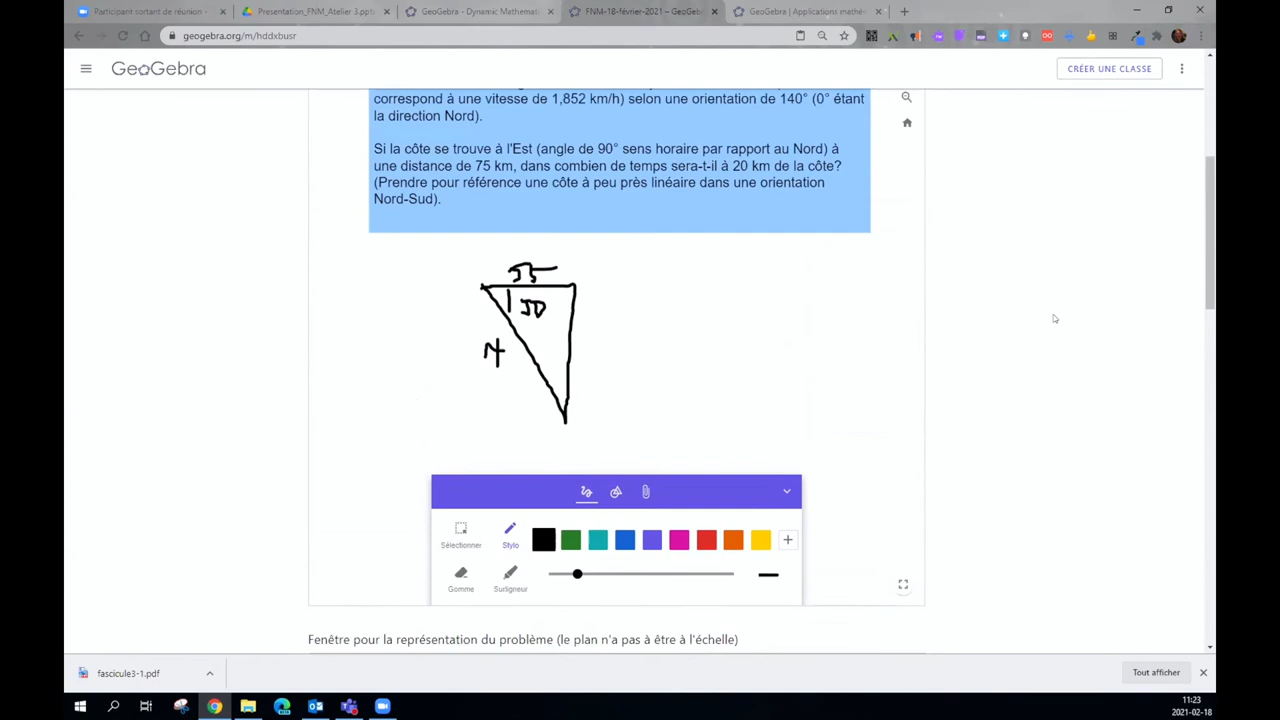 Participant sortant de réunion -
Presentation_FNM_Atelier 3.pptx
GeoGebra - Dynamic Mathemati
FNM-18-février-2021 – GeoGebr
GeoGebra | Applications mathém
geogebra.org/m/hddxbusr
GeoGebra
CRÉER UNE CLASSE
correspond à une vitesse de 1,852 km/h) selon une orientation de 140° (0° étant
la direction Nord).
Si la côte se trouve à l'Est (angle de 90° sens horaire par rapport au Nord) à
une distance de 75 km, dans combien de temps sera-t-il à 20 km de la côte?
(Prendre pour référence une côte à peu près linéaire dans une orientation
Nord-Sud).
55
50
Sélectionner
Stylo
Gomme
Surligneur
Fenêtre pour la représentation du problème (le plan n'a pas à être à l'échelle)
fascicule3-1.pdf
Tout afficher
11:23
2021-02-18